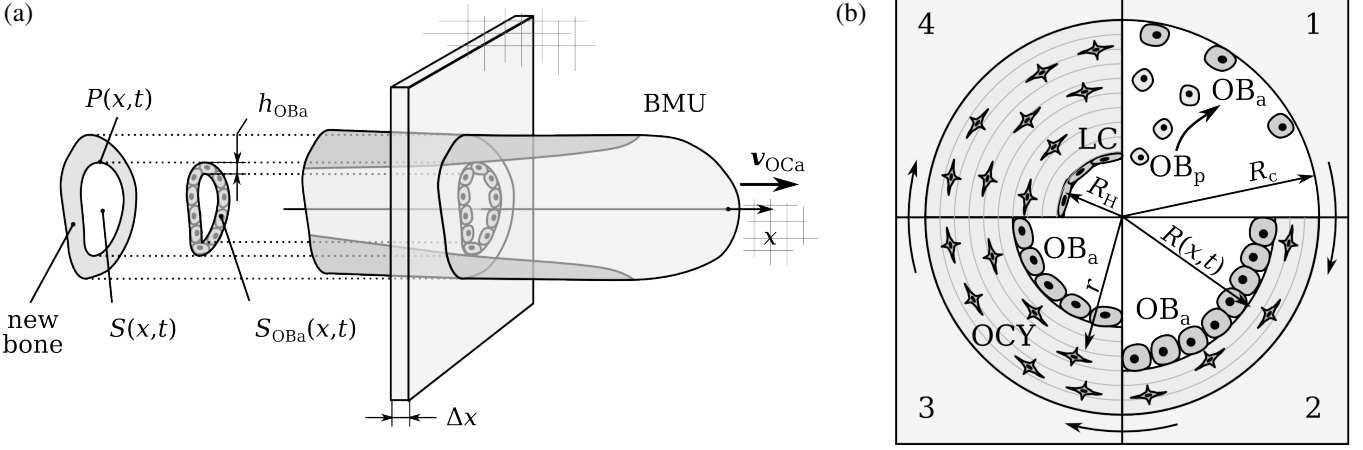 (a)
P(x,t)
h_OBa
BMU
v_OCa
x
new
bone
S(x,t)
S_OBa(x,t)
Δx
(b)
4
1
OB_a
LC
OB_p
R_H
R_c
OB_a
R(x,t)
r
OB_a
OCY
3
2